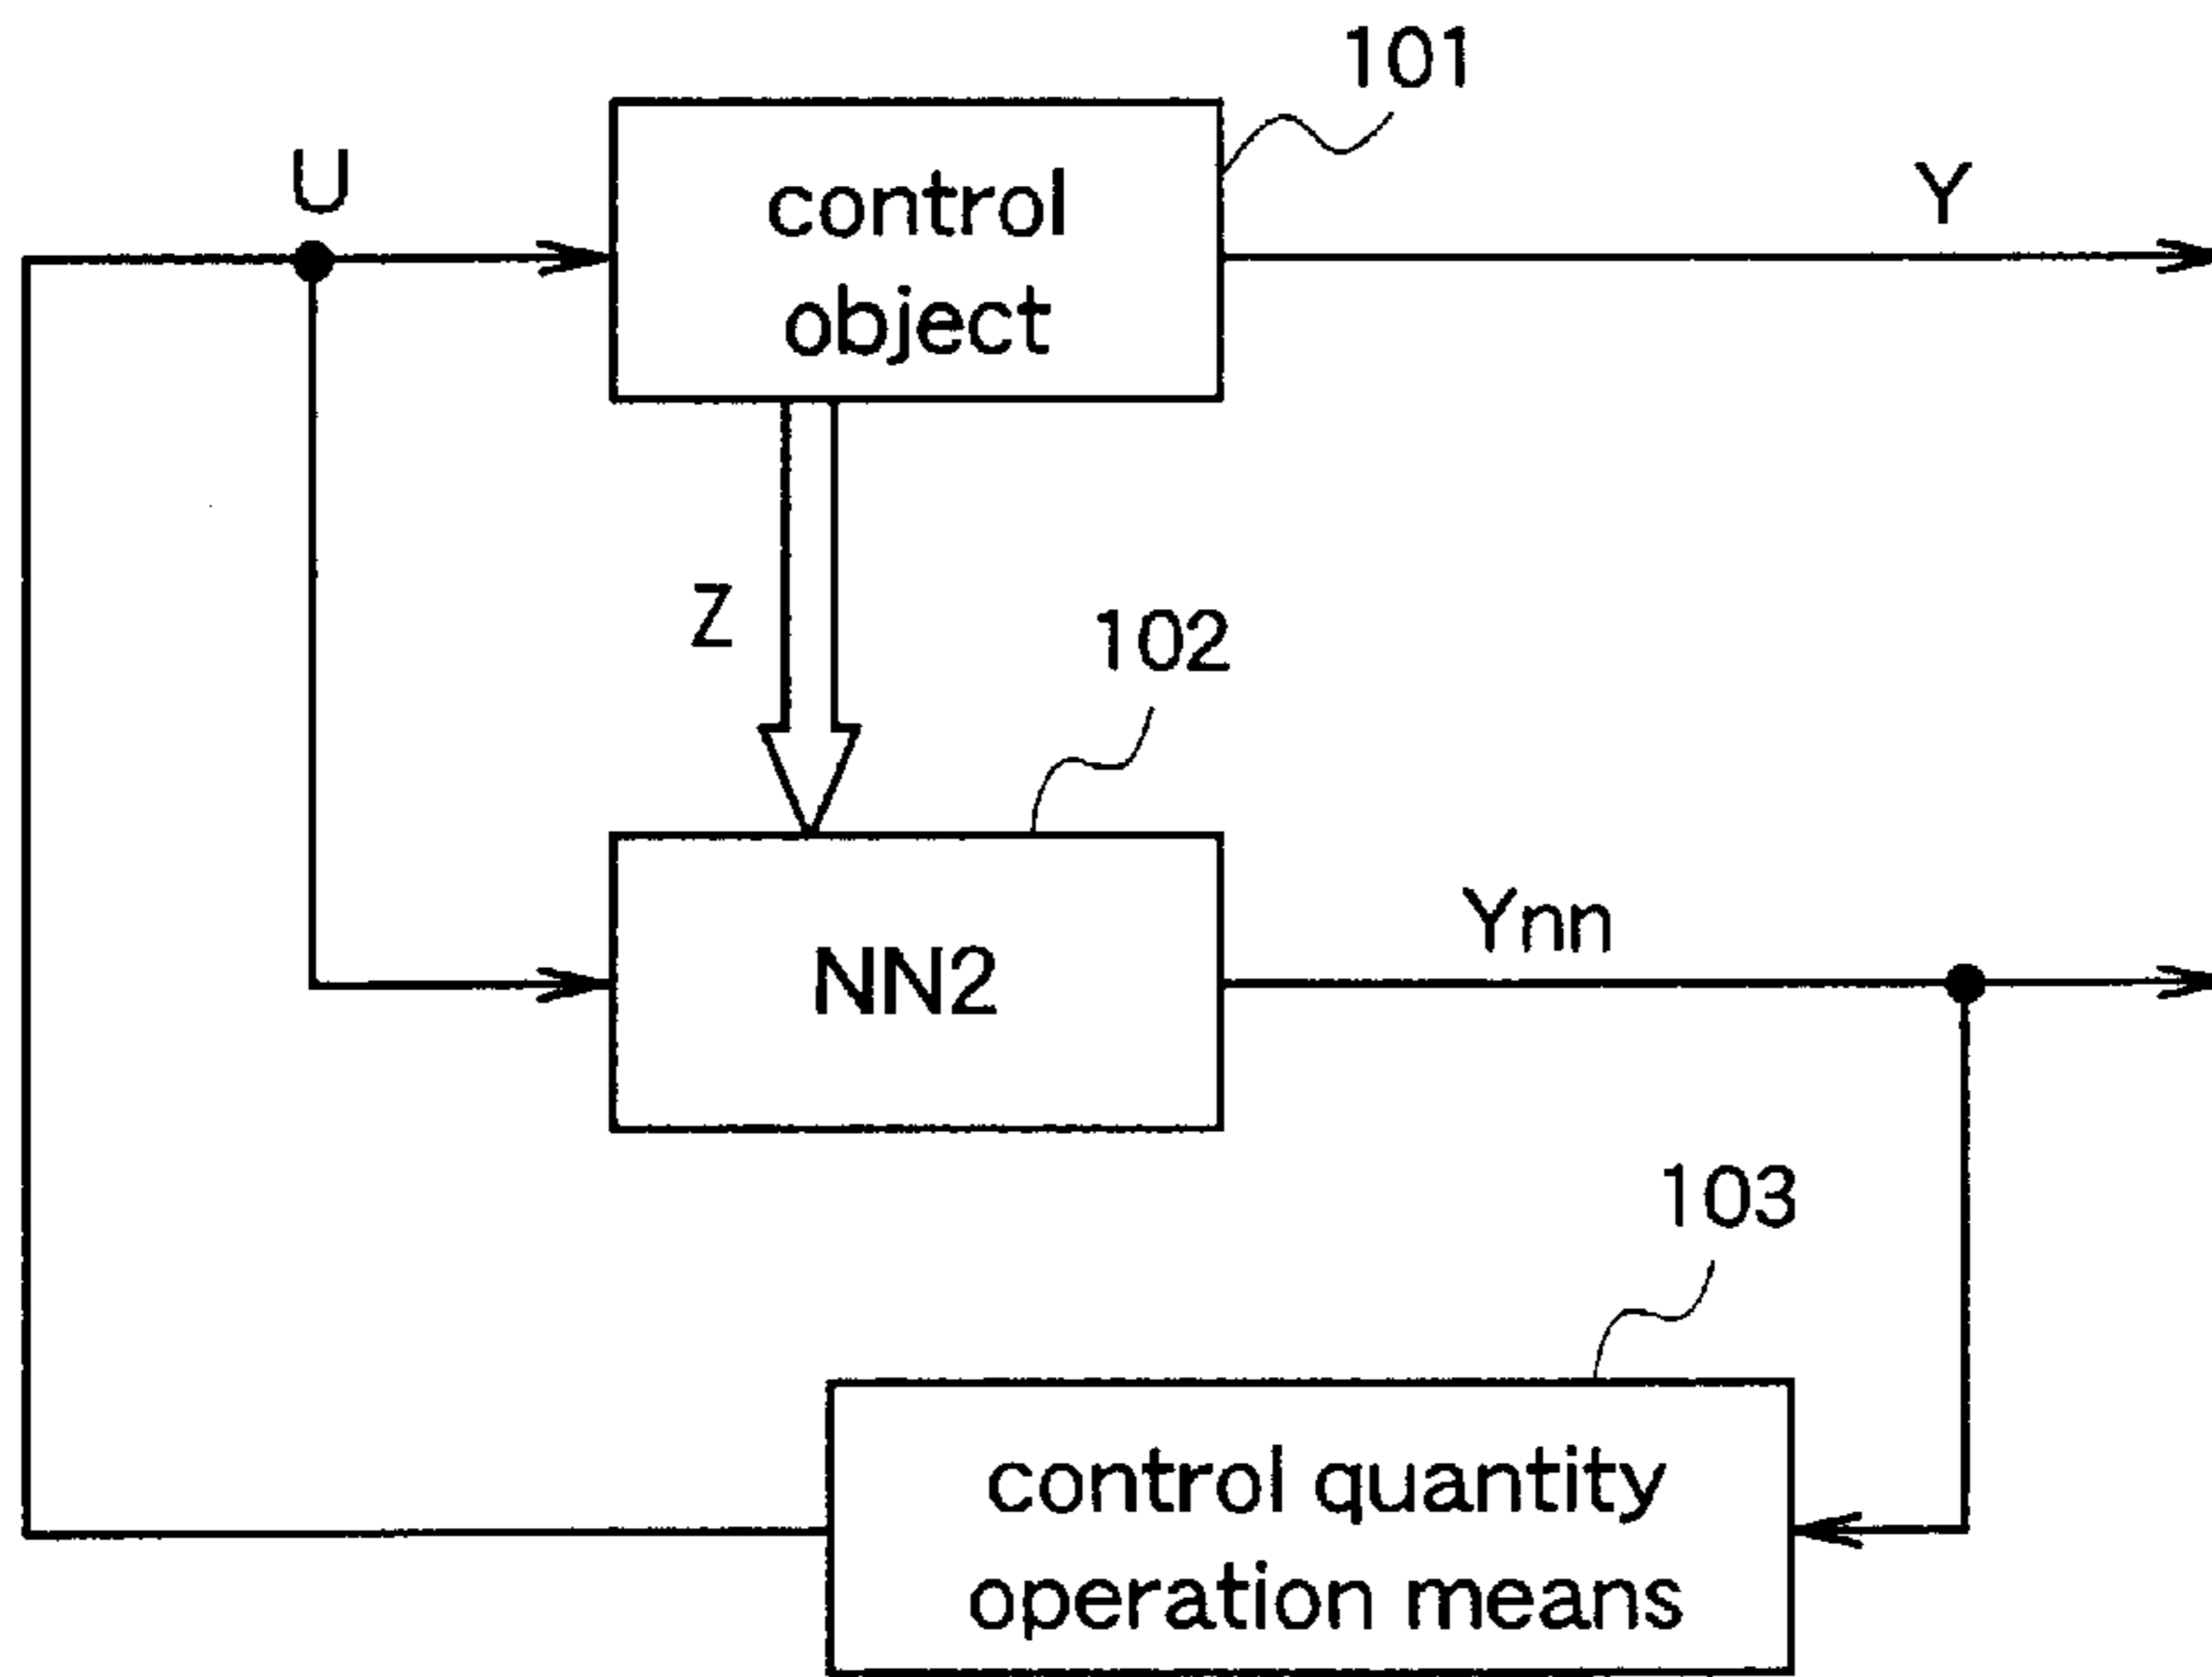 101
U
control
object
Y
Z
102
NN2
Ynn
103
control quantity
operation means